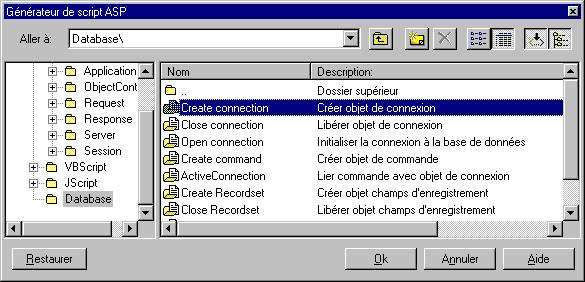 Générateur de script ASP
Aller à: Database\
Nom Description:
Application
ObjectCont
Request
Response
Server
Session
VBScript
JScript
Database
.. Dossier supérieur
Create connection Créer objet de connexion
Close connection Libérer objet de connexion
Open connection Initialiser la connexion à la base de données
Create command Créer objet de commande
ActiveConnection Lier commande avec objet de connexion
Create Recordset Créer objet champs d'enregistrement
Close Recordset Libérer objet champs d'enregistrement
Restaurer Ok Annuler Aide